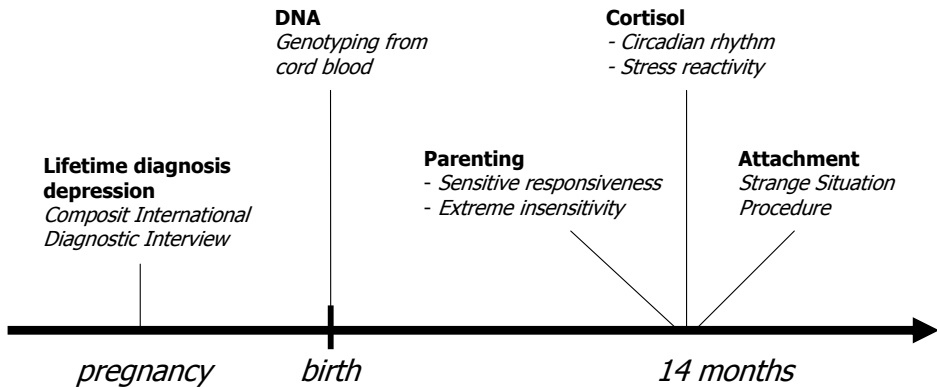 DNA
Genotyping from
cord blood
Cortisol
- Circadian rhythm
- Stress reactivity
Lifetime diagnosis
depression
Composit International
Diagnostic Interview
Parenting
- Sensitive responsiveness
- Extreme insensitivity
Attachment
Strange Situation
Procedure
pregnancy
birth
14 months